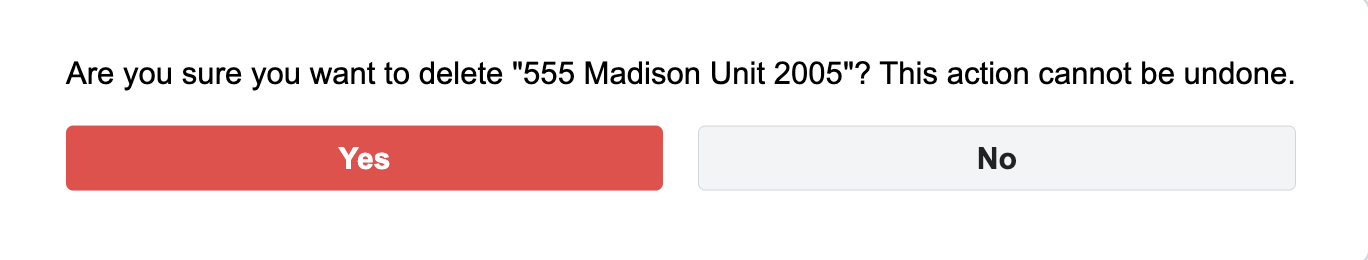 Are you sure you want to delete "555 Madison Unit 2005"? This action cannot be undone.
Yes
No